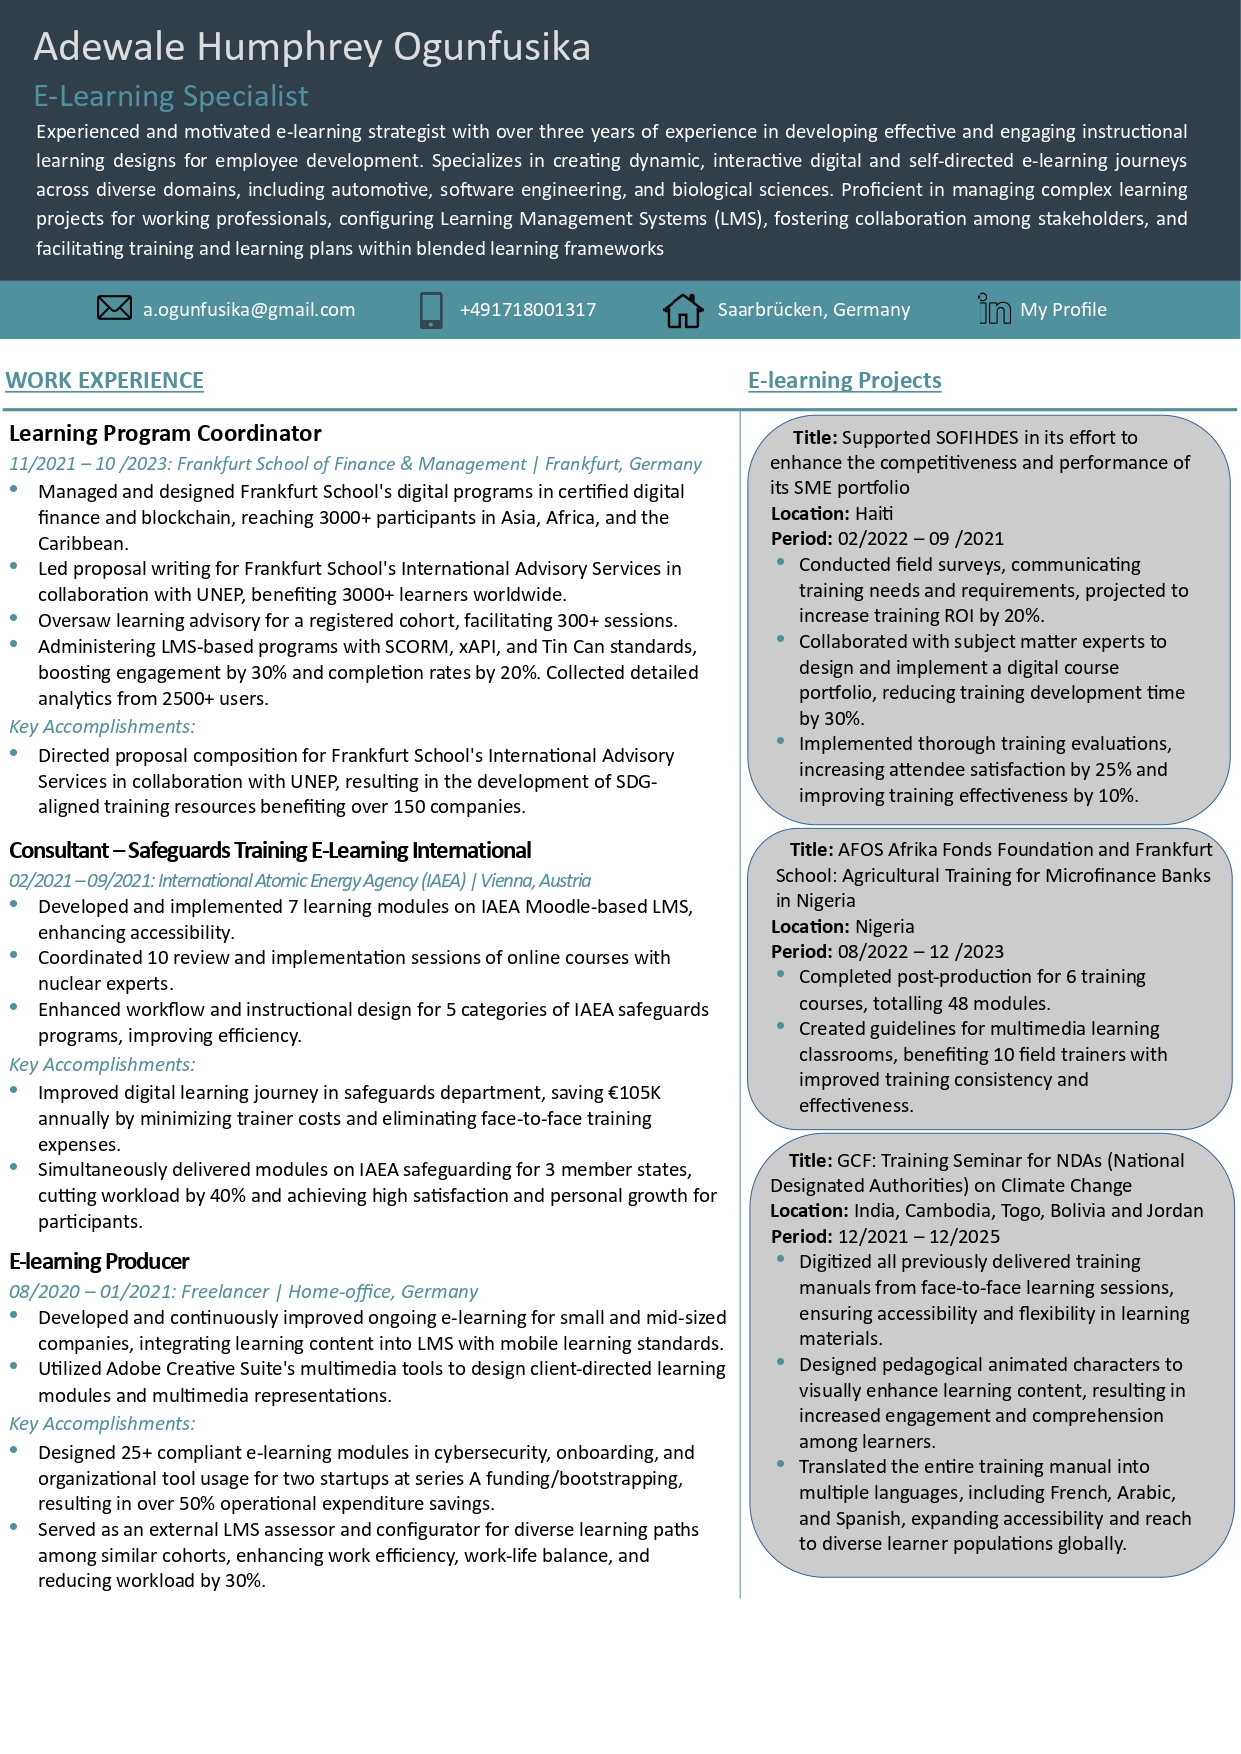 Adewale Humphrey Ogunfusika
E-Learning Specialist
Experienced and motivated e-learning strategist with over three years of experience in developing effective and engaging instructional
learning designs for employee development. Specializes in creating dynamic, interactive digital and self-directed e-learning journeys
across diverse domains, including automotive, software engineering, and biological sciences. Proficient in managing complex learning
projects for working professionals, configuring Learning Management Systems (LMS), fostering collaboration among stakeholders, and
facilitating training and learning plans within blended learning frameworks
a.ogunfusika@gmail.com
+491718001317
Saarbrücken, Germany
in My Profile
WORK EXPERIENCE
Learning Program Coordinator
11/2021 – 10 /2023: Frankfurt School of Finance & Management | Frankfurt, Germany
• Managed and designed Frankfurt School's digital programs in certified digital
finance and blockchain, reaching 3000+ participants in Asia, Africa, and the
Caribbean.
• Led proposal writing for Frankfurt School's International Advisory Services in
collaboration with UNEP, benefiting 3000+ learners worldwide.
• Oversaw learning advisory for a registered cohort, facilitating 300+ sessions.
• Administering LMS-based programs with SCORM, xAPI, and Tin Can standards,
boosting engagement by 30% and completion rates by 20%. Collected detailed
analytics from 2500+ users.
Key Accomplishments:
• Directed proposal composition for Frankfurt School's International Advisory
Services in collaboration with UNEP, resulting in the development of SDG-
aligned training resources benefiting over 150 companies.
Consultant – Safeguards Training E-Learning International
02/2021 – 09/2021: International Atomic Energy Agency (IAEA) | Vienna, Austria
• Developed and implemented 7 learning modules on IAEA Moodle-based LMS,
enhancing accessibility.
• Coordinated 10 review and implementation sessions of online courses with
nuclear experts.
• Enhanced workflow and instructional design for 5 categories of IAEA safeguards
programs, improving efficiency.
Key Accomplishments:
• Improved digital learning journey in safeguards department, saving €105K
annually by minimizing trainer costs and eliminating face-to-face training
expenses.
• Simultaneously delivered modules on IAEA safeguarding for 3 member states,
cutting workload by 40% and achieving high satisfaction and personal growth for
participants.
E-learning Producer
08/2020 – 01/2021: Freelancer | Home-office, Germany
• Developed and continuously improved ongoing e-learning for small and mid-sized
companies, integrating learning content into LMS with mobile learning standards.
• Utilized Adobe Creative Suite's multimedia tools to design client-directed learning
modules and multimedia representations.
Key Accomplishments:
• Designed 25+ compliant e-learning modules in cybersecurity, onboarding, and
organizational tool usage for two startups at series A funding/bootstrapping,
resulting in over 50% operational expenditure savings.
• Served as an external LMS assessor and configurator for diverse learning paths
among similar cohorts, enhancing work efficiency, work-life balance, and
reducing workload by 30%.
E-learning Projects
Title: Supported SOFIHDES in its effort to
enhance the competitiveness and performance of
its SME portfolio
Location: Haiti
Period: 02/2022 – 09 /2021
• Conducted field surveys, communicating
training needs and requirements, projected to
increase training ROI by 20%.
• Collaborated with subject matter experts to
design and implement a digital course
portfolio, reducing training development time
by 30%.
• Implemented thorough training evaluations,
increasing attendee satisfaction by 25% and
improving training effectiveness by 10%.
Title: AFOS Afrika Fonds Foundation and Frankfurt
School: Agricultural Training for Microfinance Banks
in Nigeria
Location: Nigeria
Period: 08/2022 – 12 /2023
• Completed post-production for 6 training
courses, totalling 48 modules.
• Created guidelines for multimedia learning
classrooms, benefiting 10 field trainers with
improved training consistency and
effectiveness.
Title: GCF: Training Seminar for NDAs (National
Designated Authorities) on Climate Change
Location: India, Cambodia, Togo, Bolivia and Jordan
Period: 12/2021 – 12/2025
• Digitized all previously delivered training
manuals from face-to-face learning sessions,
ensuring accessibility and flexibility in learning
materials.
• Designed pedagogical animated characters to
visually enhance learning content, resulting in
increased engagement and comprehension
among learners.
• Translated the entire training manual into
multiple languages, including French, Arabic,
and Spanish, expanding accessibility and reach
to diverse learner populations globally.